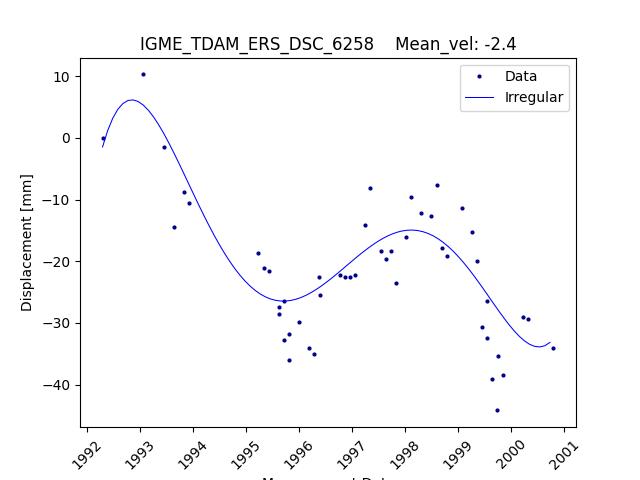 IGME_TDAM_ERS_DSC_6258    Mean_vel: -2.4
Data
Irregular
Displacement [mm]
10
0
−10
−20
−30
−40
1992 1993 1994 1995 1996 1997 1998 1999 2000 2001